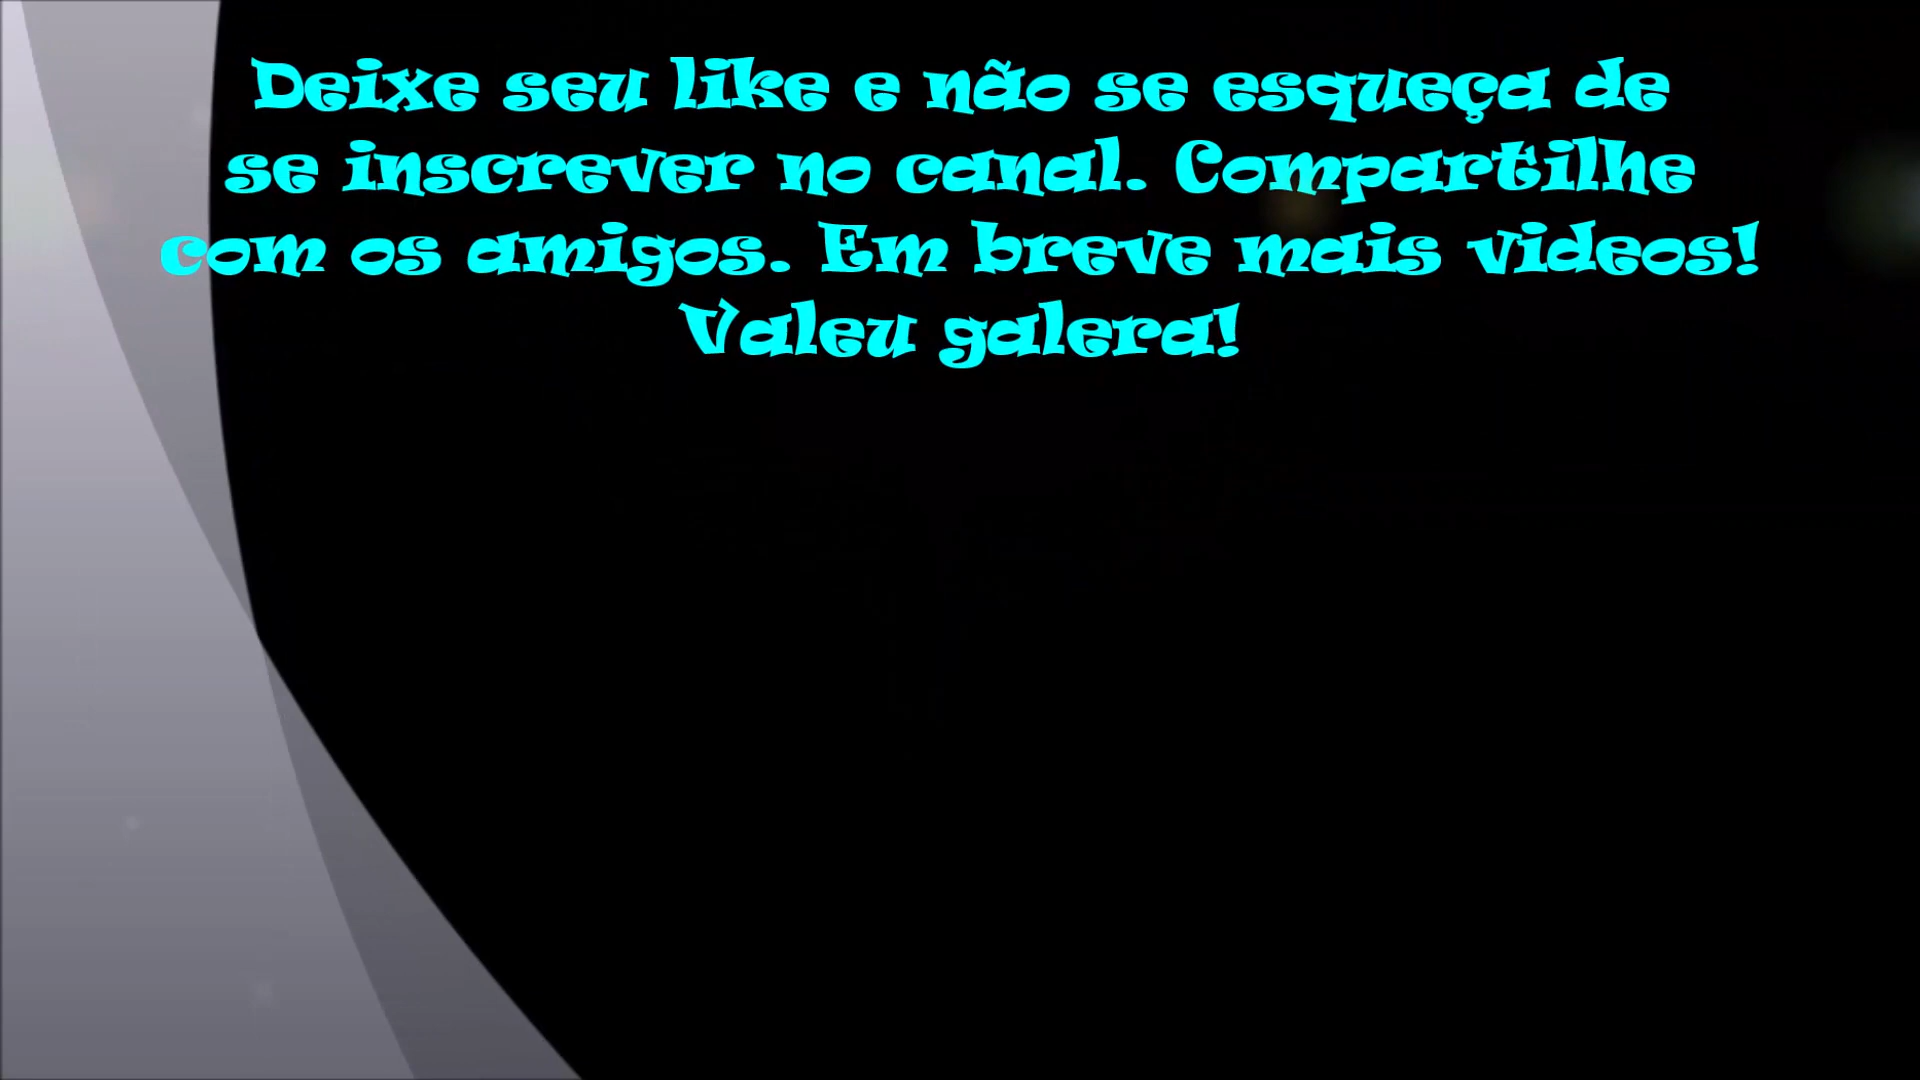 Deixe seu like e não se esqueça de
se inscrever no canal. Compartilhe
com os amigos. Em breve mais videos!
Valeu galera!